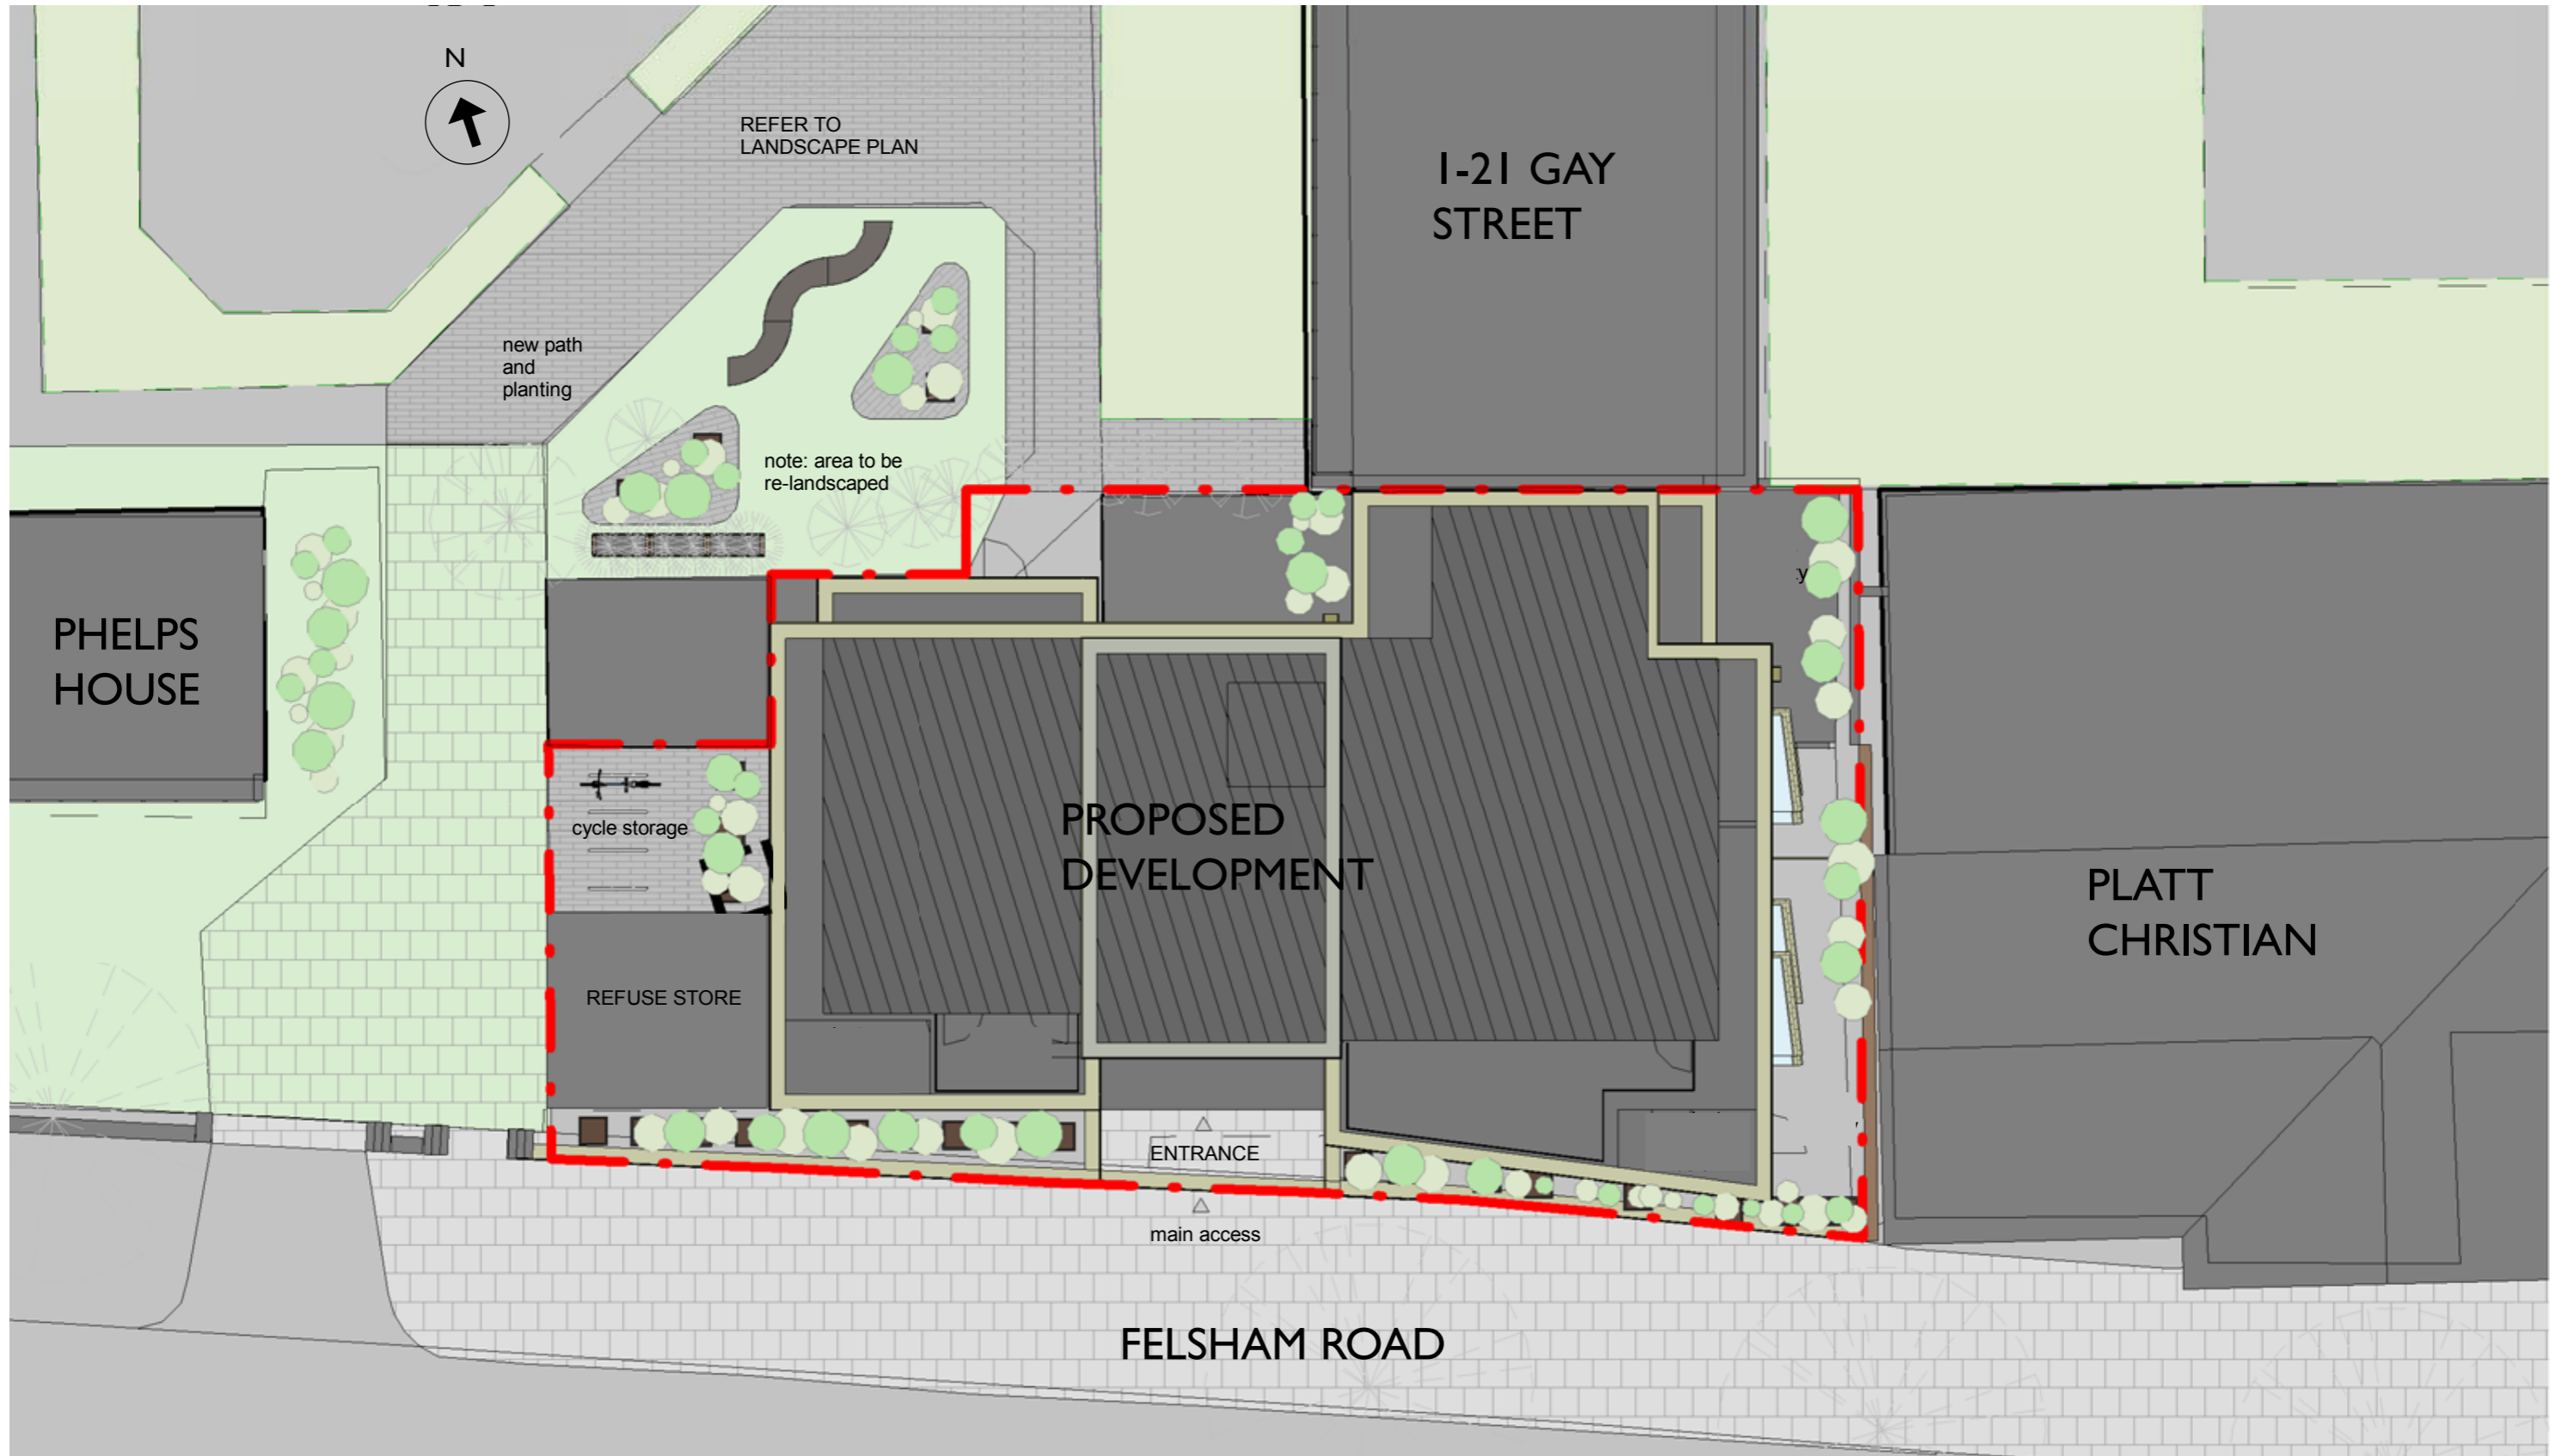 N
REFER TO
LANDSCAPE PLAN
1-21 GAY
STREET
new path
and
planting
note: area to be
re-landscaped
PHELPS
HOUSE
cycle storage
PROPOSED
DEVELOPMENT
PLATT
CHRISTIAN
REFUSE STORE
ENTRANCE
main access
FELSHAM ROAD